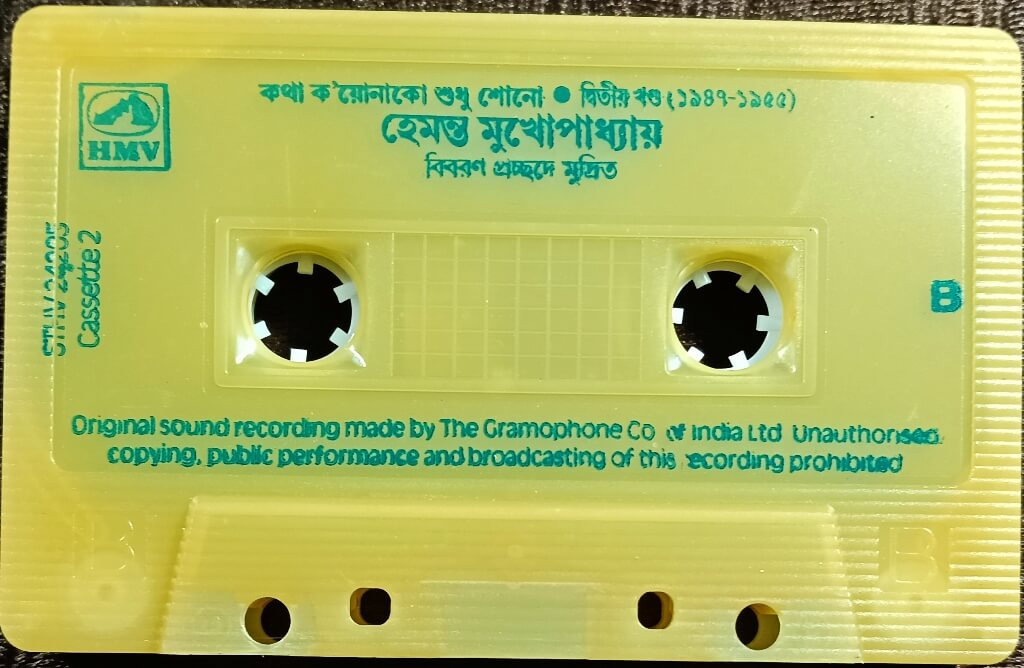 কথা ক'য়োনাকো শুধু শোনো ● দ্বিতীয় খণ্ড (১৯৪৭-১৯৫৫)
হেমন্ত মুখোপাধ্যায়
বিবরণ প্রচ্ছদে মুদ্রিত
HMV
Cassette 2
B
Original sound recording made by The Gramophone Co of India Ltd Unauthorised
copying, public performance and broadcasting of this recording prohibited
B